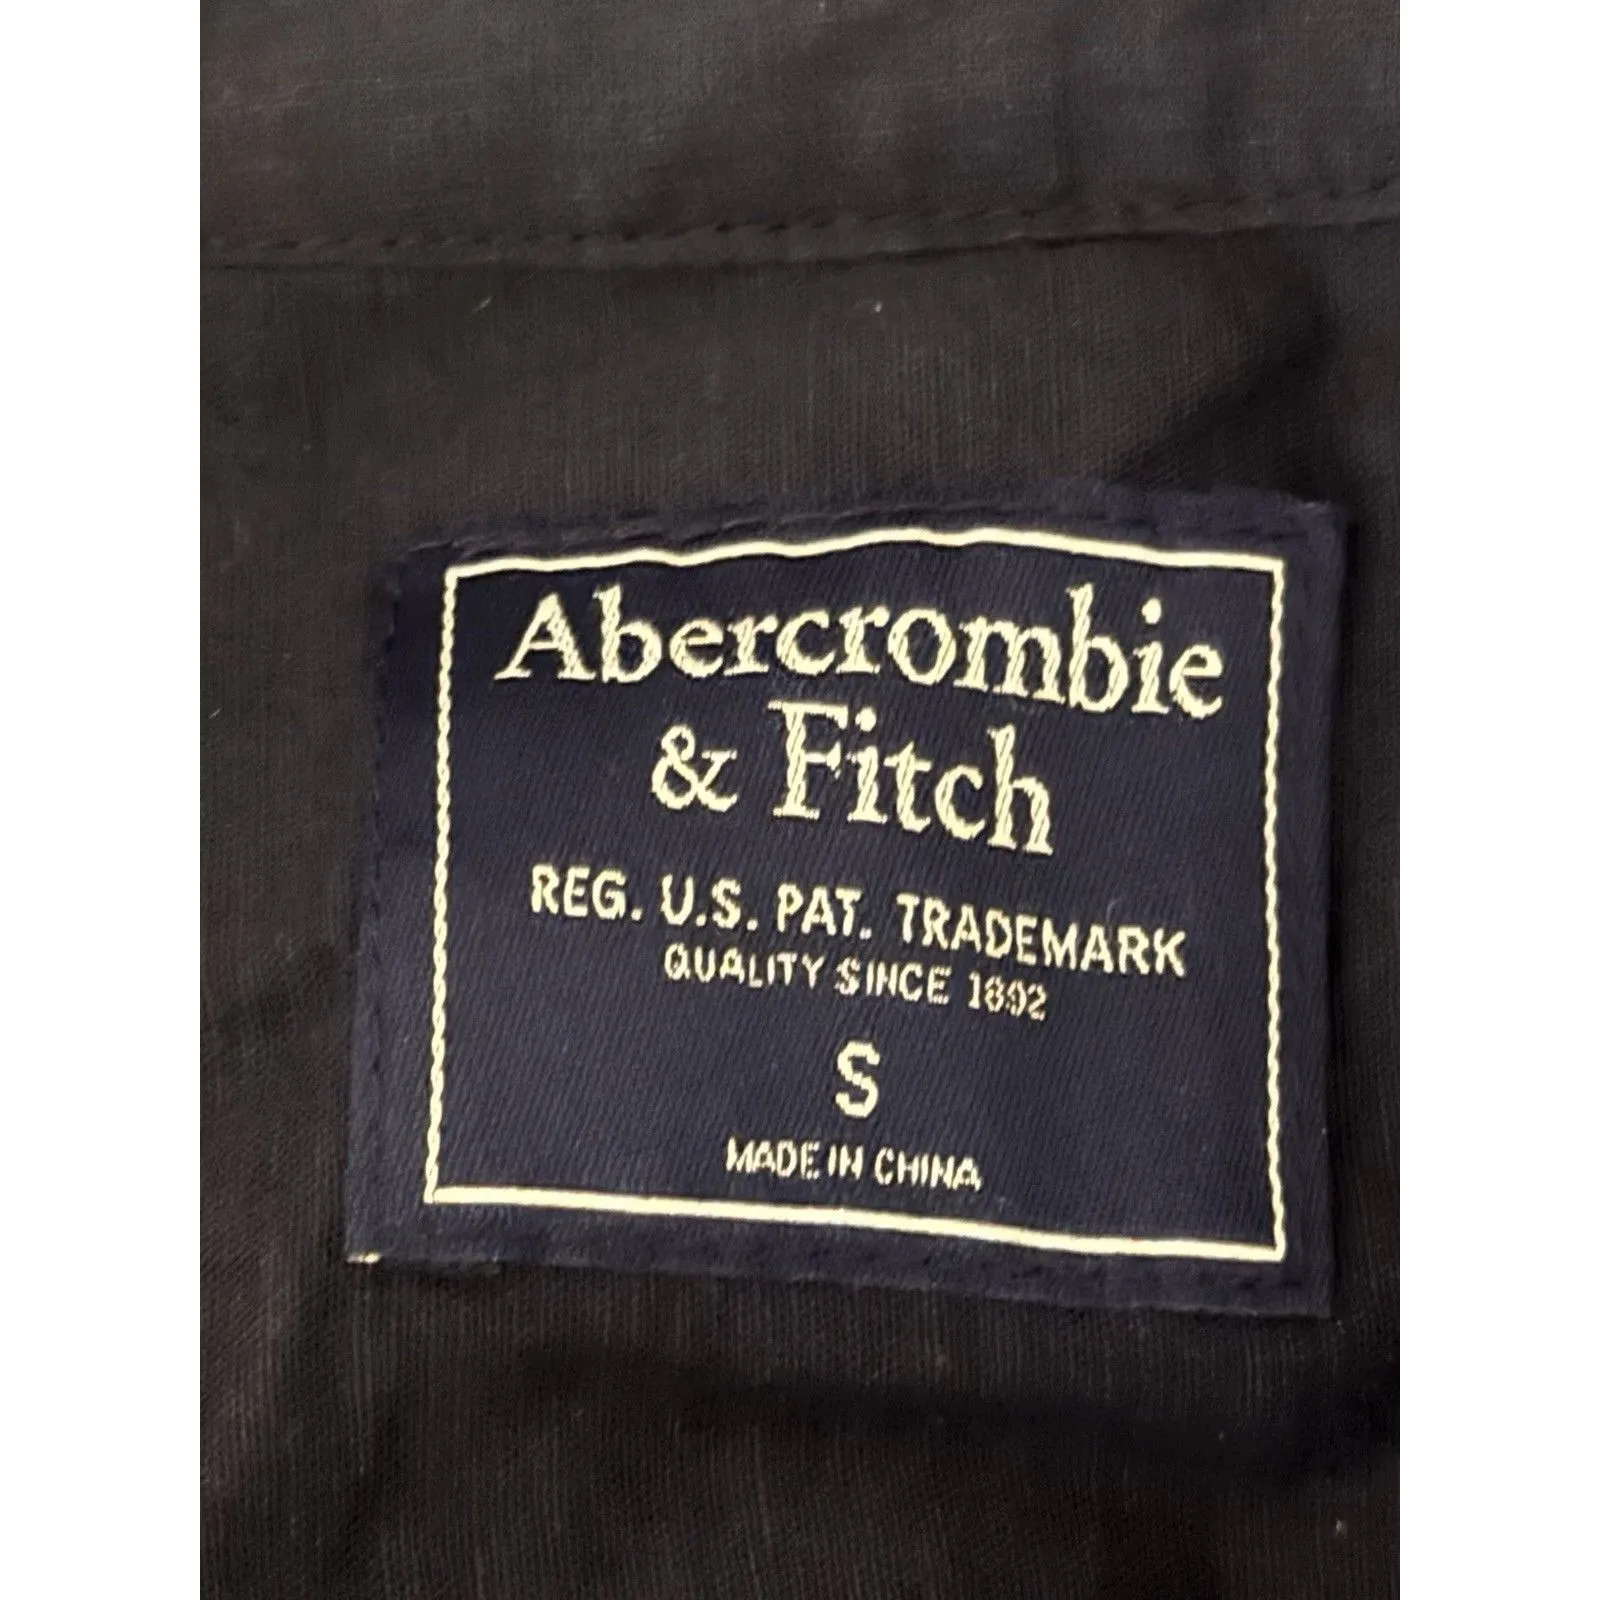 Abercrombie
& Fitch
REG. U.S. PAT. TRADEMARK
QUALITY SINCE 1892
S
MADE IN CHINA